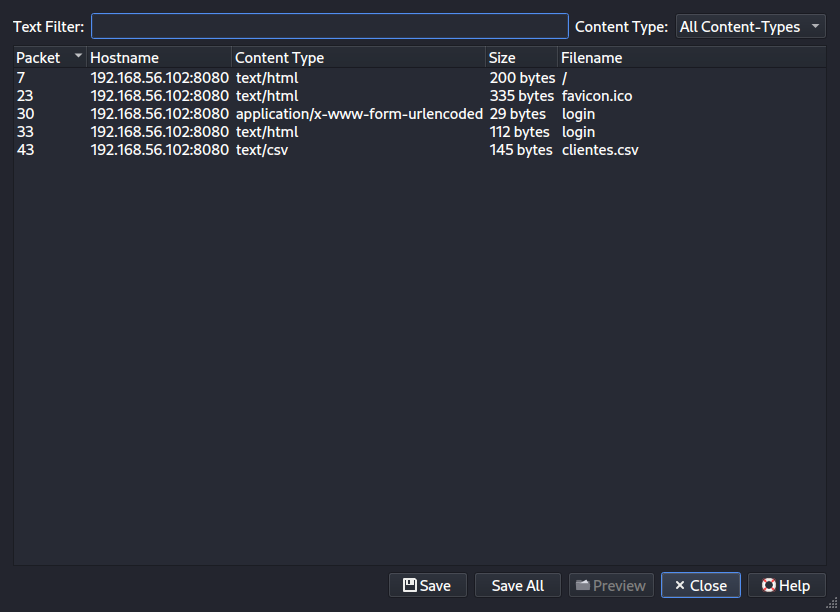 Text Filter: Content Type: All Content-Types
Packet Hostname Content Type Size Filename
7 192.168.56.102:8080 text/html 200 bytes /
23 192.168.56.102:8080 text/html 335 bytes favicon.ico
30 192.168.56.102:8080 application/x-www-form-urlencoded 29 bytes login
33 192.168.56.102:8080 text/html 112 bytes login
43 192.168.56.102:8080 text/csv 145 bytes clientes.csv
Save Save All Preview Close Help